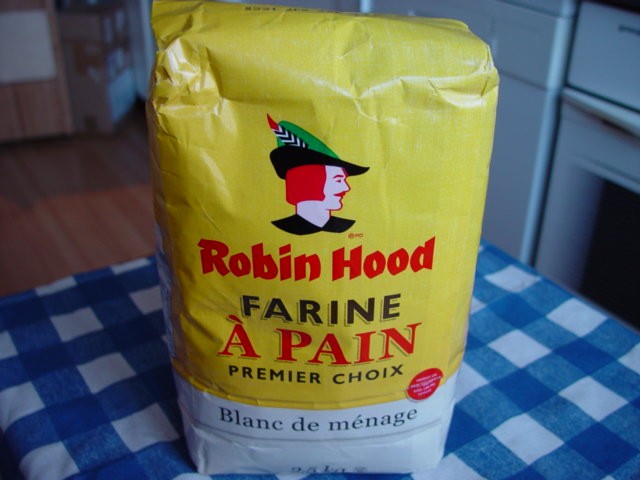 Robin Hood
FARINE
À PAIN
PREMIER CHOIX
Blanc de ménage